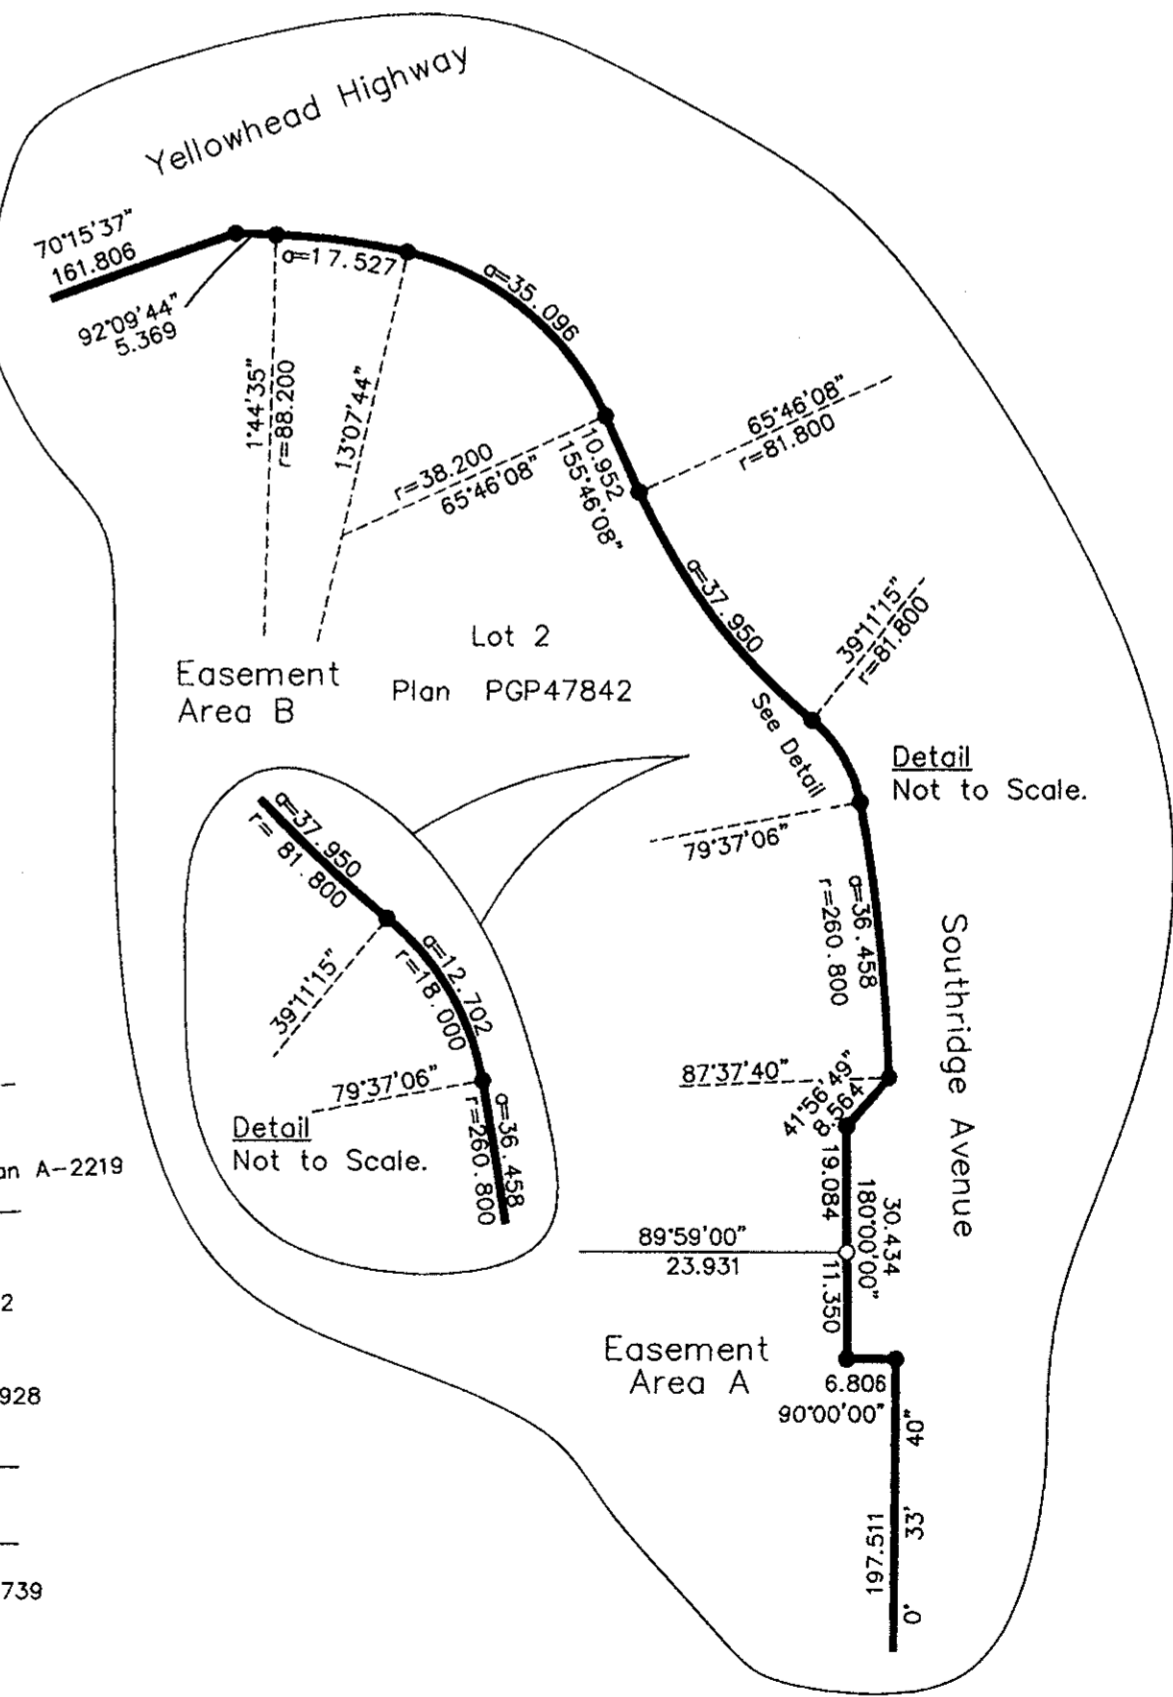 Yellowhead Highway
70°15'37"
161.806
92°09'44"
5.369
a=17.527
a=35.096
1°44'35"
r=88.200
13°07'44"
r=38.200
65°46'08"
10.952
155°46'08"
65°46'08"
r=81.800
a=37.950
39°11'15"
r=81.800
Lot 2
Plan PGP47842
Easement
Area B
See Detail
Detail
Not to Scale.
79°37'06"
a=37.950
r= 81.800
a=12.702
r=18.000
39°11'15"
79°37'06"
a=36.458
r=260.800
Detail
Not to Scale.
a=36.458
r=260.800
Southridge Avenue
87°37'40"
41°56'49"
8.564
19.084
30.434
180°00'00"
89°59'00"
23.931
11.350
Easement
Area A
6.806
90°00'00"
0° 33' 40"
197.511
an A-2219
2
928
739